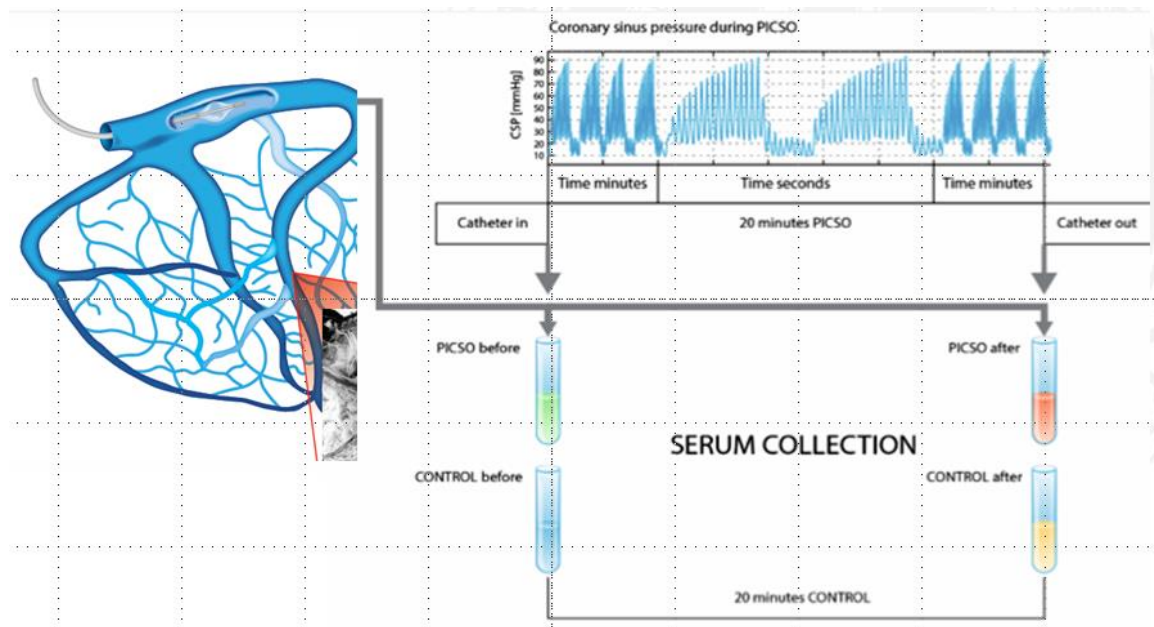 Coronary sinus pressure during PICSO
CSP [mmHg]
90
80
70
60
50
40
30
20
10
Time minutes
Time seconds
Time minutes
Catheter in
20 minutes PICSO
Catheter out
PICSO before
PICSO after
SERUM COLLECTION
CONTROL before
CONTROL after
20 minutes CONTROL